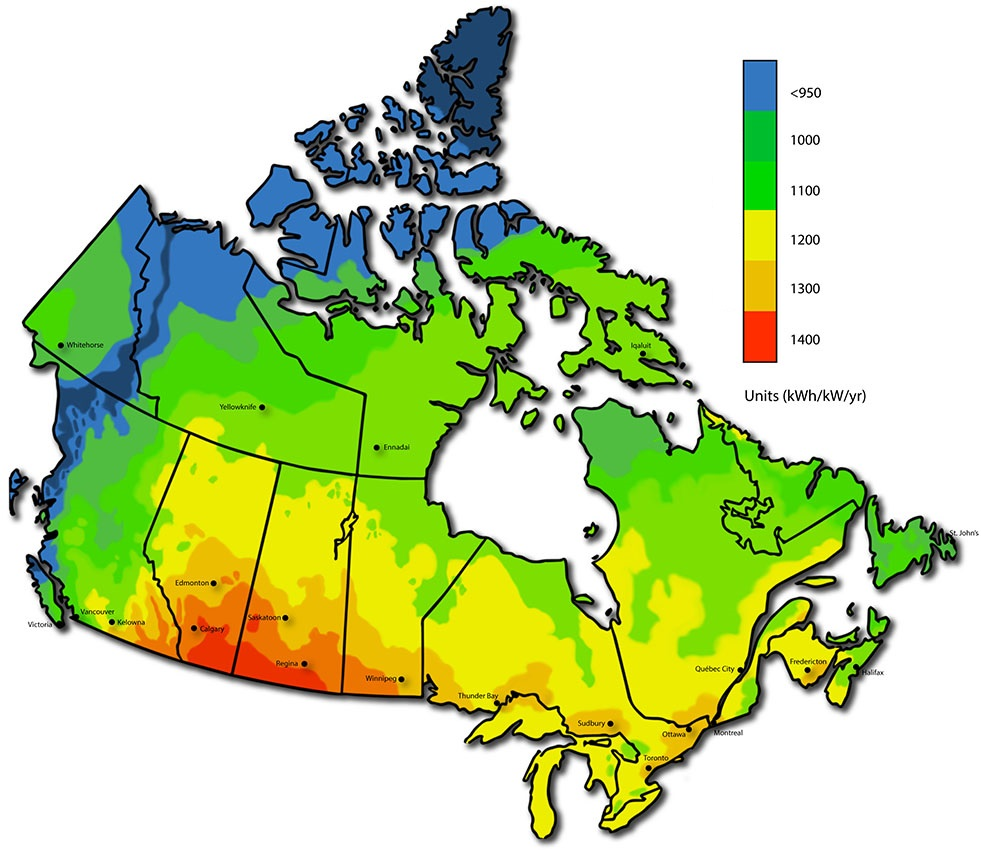 <950
1000
1100
1200
1300
1400
Units (kWh/kW/yr)
Whitehorse
Iqaluit
Yellowknife
Ennadai
St. John's
Edmonton
Vancouver
Victoria
Kelowna
Calgary
Saskatoon
Regina
Winnipeg
Thunder Bay
Sudbury
Ottawa
Montreal
Toronto
Québec City
Fredericton
Halifax